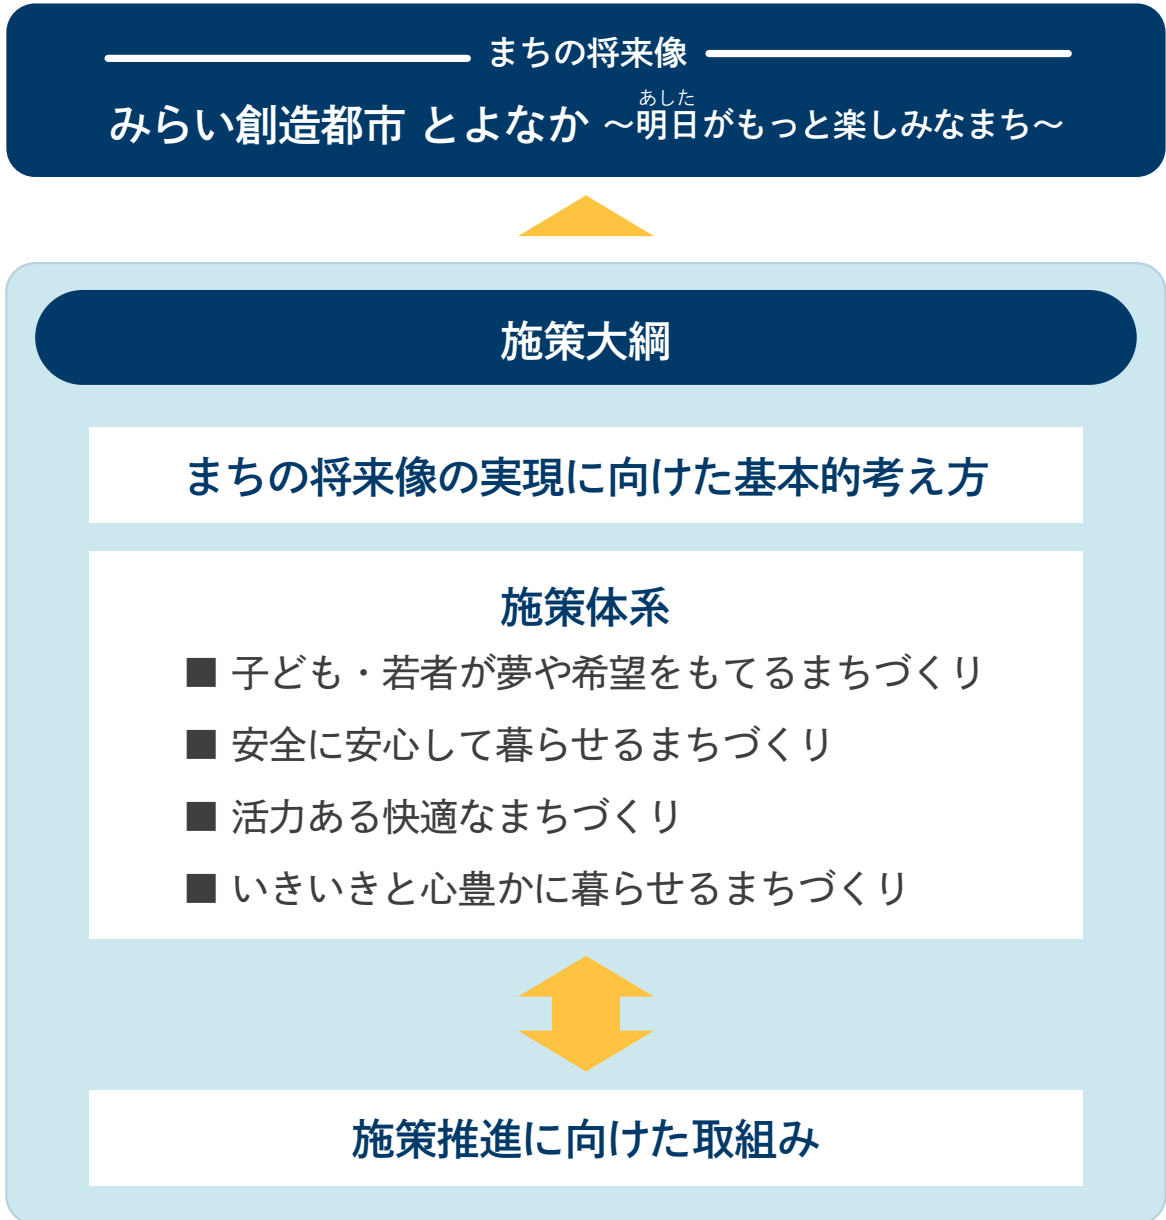 まちの将来像
あした
みらい創造都市 とよなか ～明日がもっと楽しみなまち～
施策大綱
まちの将来像の実現に向けた基本的考え方
施策体系
■ 子ども・若者が夢や希望をもてるまちづくり
■ 安全に安心して暮らせるまちづくり
■ 活力ある快適なまちづくり
■ いきいきと心豊かに暮らせるまちづくり
施策推進に向けた取組み